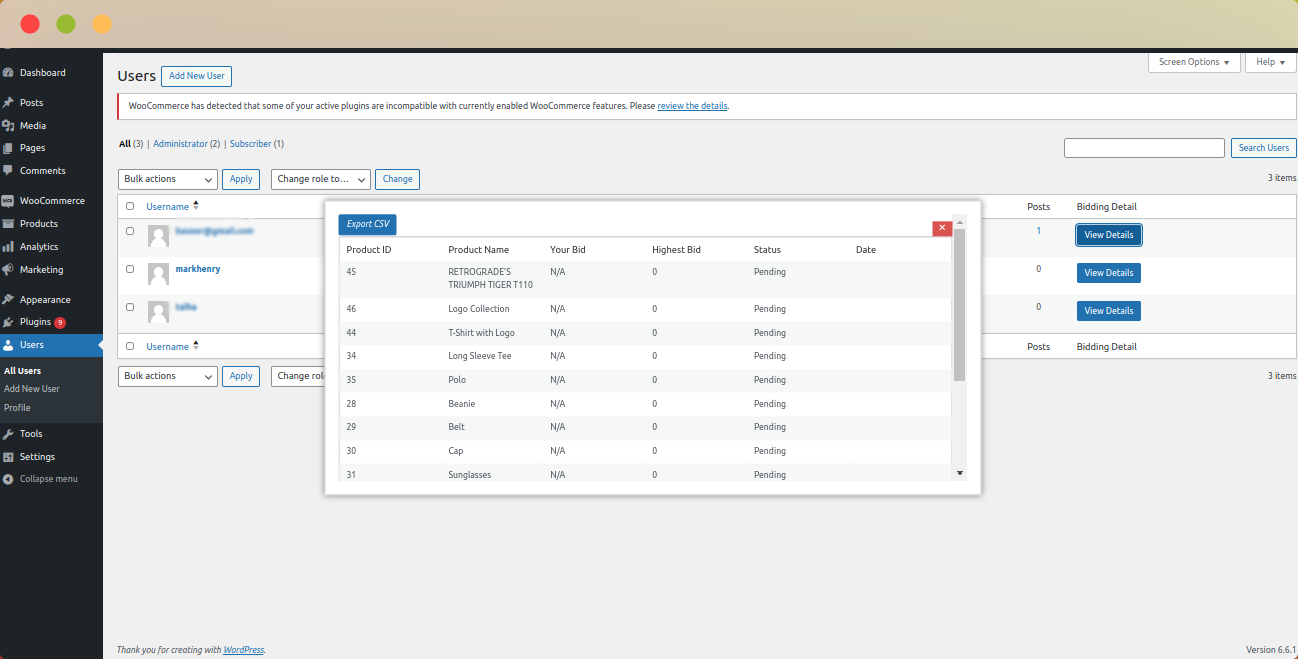 Dashboard
Posts
Media
Pages
Comments
WooCommerce
Products
Analytics
Marketing
Appearance
Plugins 9
Users
All Users
Add New User
Profile
Tools
Settings
Collapse menu
Screen Options
Help
Users Add New User
WooCommerce has detected that some of your active plugins are incompatible with currently enabled WooCommerce features. Please review the details.
All (3) | Administrator (2) | Subscriber (1)
Search Users
Bulk actions Apply Change role to... Change
3 items
Username Posts Bidding Detail
1 View Details
markhenry 0 View Details
0 View Details
Username Posts Bidding Detail
Bulk actions Apply Change rol
3 items
Export CSV
Product ID Product Name Your Bid Highest Bid Status Date
45 RETROGRADE'S N/A 0 Pending
TRIUMPH TIGER T110
46 Logo Collection N/A 0 Pending
44 T-Shirt with Logo N/A 0 Pending
34 Long Sleeve Tee N/A 0 Pending
35 Polo N/A 0 Pending
28 Beanie N/A 0 Pending
29 Belt N/A 0 Pending
30 Cap N/A 0 Pending
31 Sunglasses N/A 0 Pending
Thank you for creating with WordPress.
Version 6.6.1